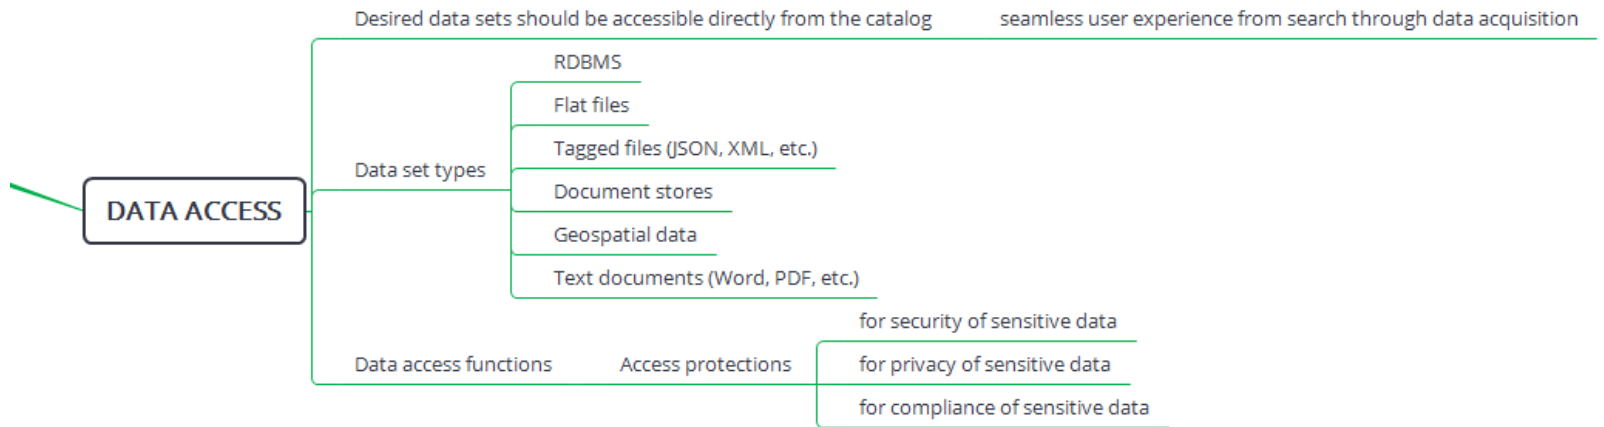 Desired data sets should be accessible directly from the catalog
seamless user experience from search through data acquisition
RDBMS
Flat files
Tagged files (JSON, XML, etc.)
Data set types
Document stores
DATA ACCESS
Geospatial data
Text documents (Word, PDF, etc.)
for security of sensitive data
Data access functions
Access protections
for privacy of sensitive data
for compliance of sensitive data